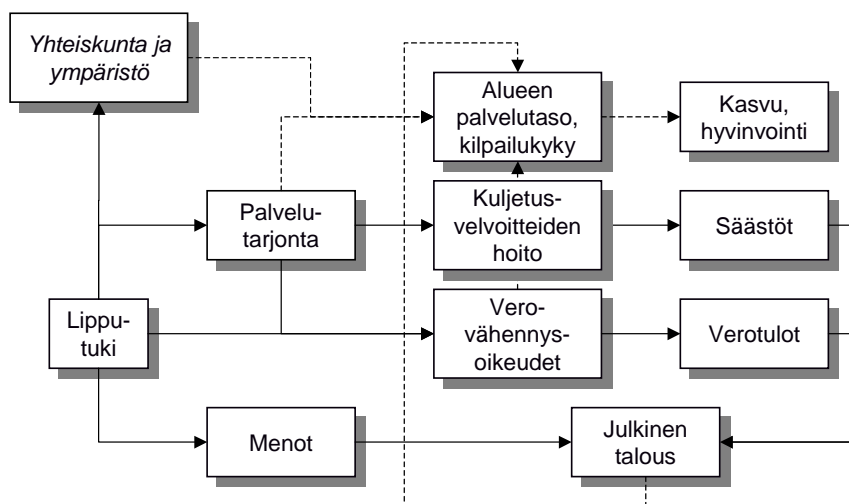 Yhteiskunta ja
ympäristö
Alueen
palvelutaso,
kilpailukyky
Kasvu,
hyvinvointi
Palvelu-
tarjonta
Kuljetus-
velvoitteiden
hoito
Säästöt
Lippu-
tuki
Vero-
vähennys-
oikeudet
Verotulot
Menot
Julkinen
talous